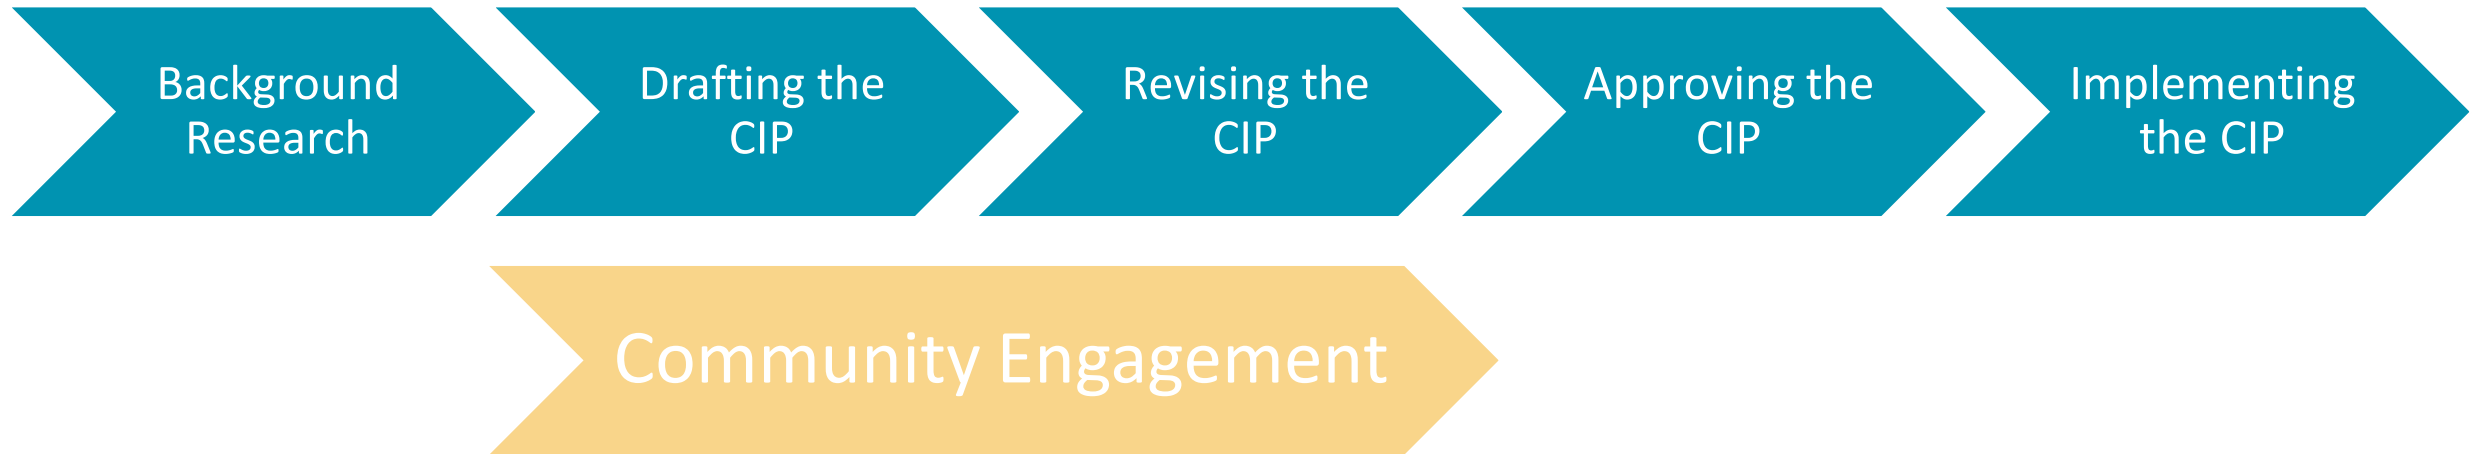 Background
Research
Drafting the
CIP
Revising the
CIP
Approving the
CIP
Implementing
the CIP
Community Engagement